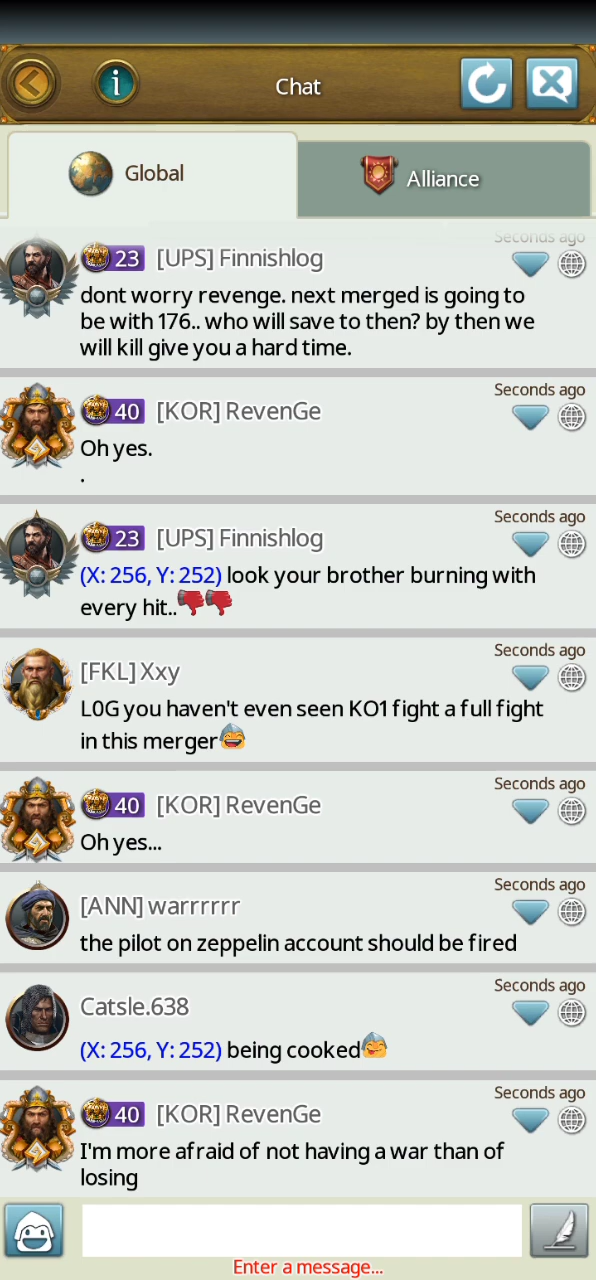 Chat
Global
Alliance
Seconds ago
23 [UPS] Finnishlog
dont worry revenge. next merged is going to
be with 176.. who will save to then? by then we
will kill give you a hard time.
Seconds ago
40 [KOR] RevenGe
Oh yes.
.
Seconds ago
23 [UPS] Finnishlog
(X: 256, Y: 252) look your brother burning with
every hit..👎👎
Seconds ago
[FKL] Xxy
L0G you haven't even seen KO1 fight a full fight
in this merger
Seconds ago
40 [KOR] RevenGe
Oh yes...
Seconds ago
[ANN] warrrrrr
the pilot on zeppelin account should be fired
Seconds ago
Catsle.638
(X: 256, Y: 252) being cooked
Seconds ago
40 [KOR] RevenGe
I'm more afraid of not having a war than of
losing
Enter a message...